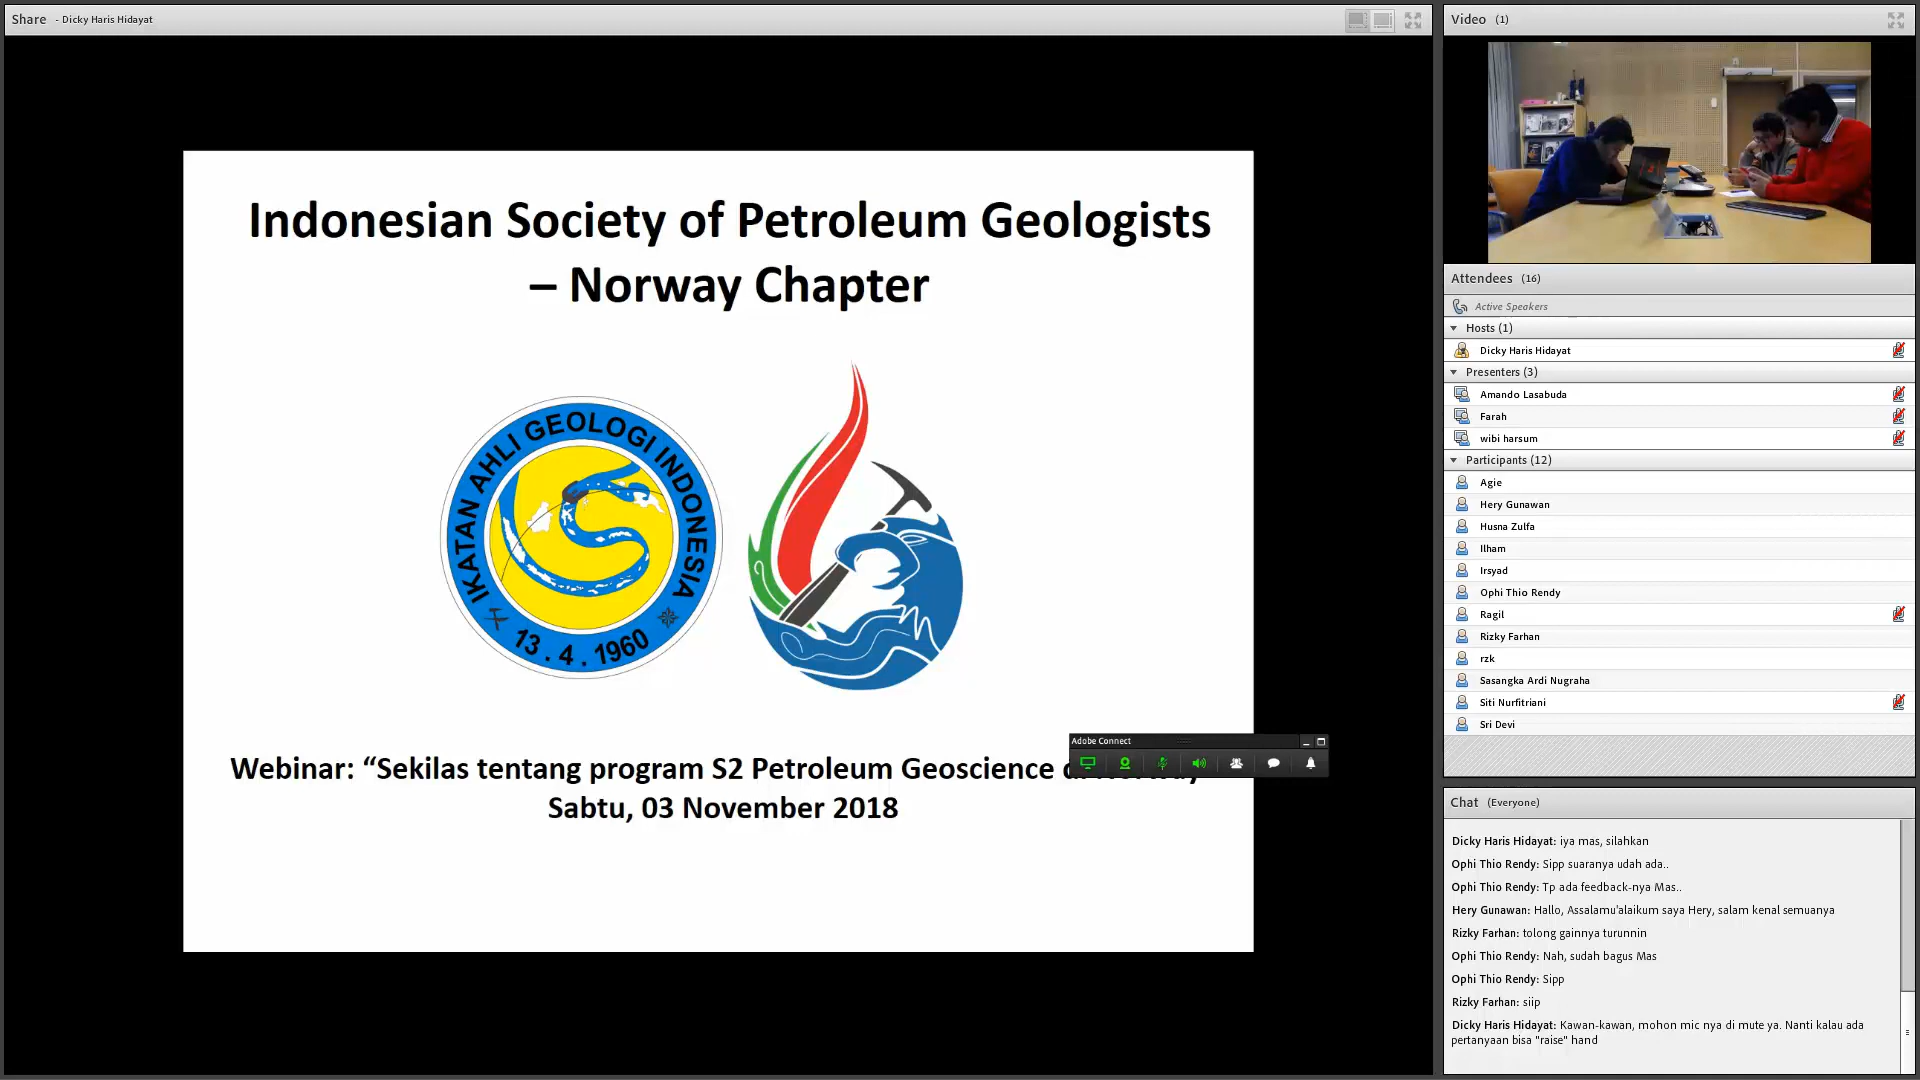 Share - Dicky Haris Hidayat
Indonesian Society of Petroleum Geologists
– Norway Chapter
IKATAN AHLI GEOLOGI INDONESIA
13 . 4 . 1960
Adobe Connect
Webinar: “Sekilas tentang program S2 Petroleum Geoscience
Sabtu, 03 November 2018
Video (1)
Attendees (16)
Active Speakers
Hosts (1)
Dicky Haris Hidayat
Presenters (3)
Amando Lasabuda
Farah
wibi harsum
Participants (12)
Agie
Hery Gunawan
Husna Zulfa
Ilham
Irsyad
Ophi Thio Rendy
Ragil
Rizky Farhan
rzk
Sasangka Ardi Nugraha
Siti Nurfitriani
Sri Devi
Chat (Everyone)
Dicky Haris Hidayat: iya mas, silahkan
Ophi Thio Rendy: Sipp suaranya udah ada..
Ophi Thio Rendy: Tp ada feedback-nya Mas..
Hery Gunawan: Hallo, Assalamu'alaikum saya Hery, salam kenal semuanya
Rizky Farhan: tolong gainnya turunnin
Ophi Thio Rendy: Nah, sudah bagus Mas
Ophi Thio Rendy: Sipp
Rizky Farhan: siip
Dicky Haris Hidayat: Kawan-kawan, mohon mic nya di mute ya. Nanti kalau ada
pertanyaan bisa "raise" hand